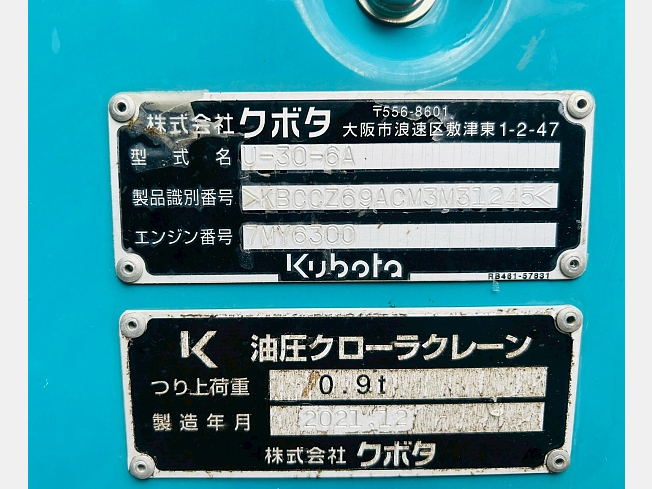 株式会社クボタ 〒556-8601 大阪市浪速区敷津東1-2-47
型式名 U-30-6A
製品識別番号 >KBCCZ69ACM3M31245<
エンジン番号 7MY6300
Kubota
RB481-57831
K 油圧クローラクレーン
つり上荷重 0.9t
製造年月 2021.12
株式会社 クボタ